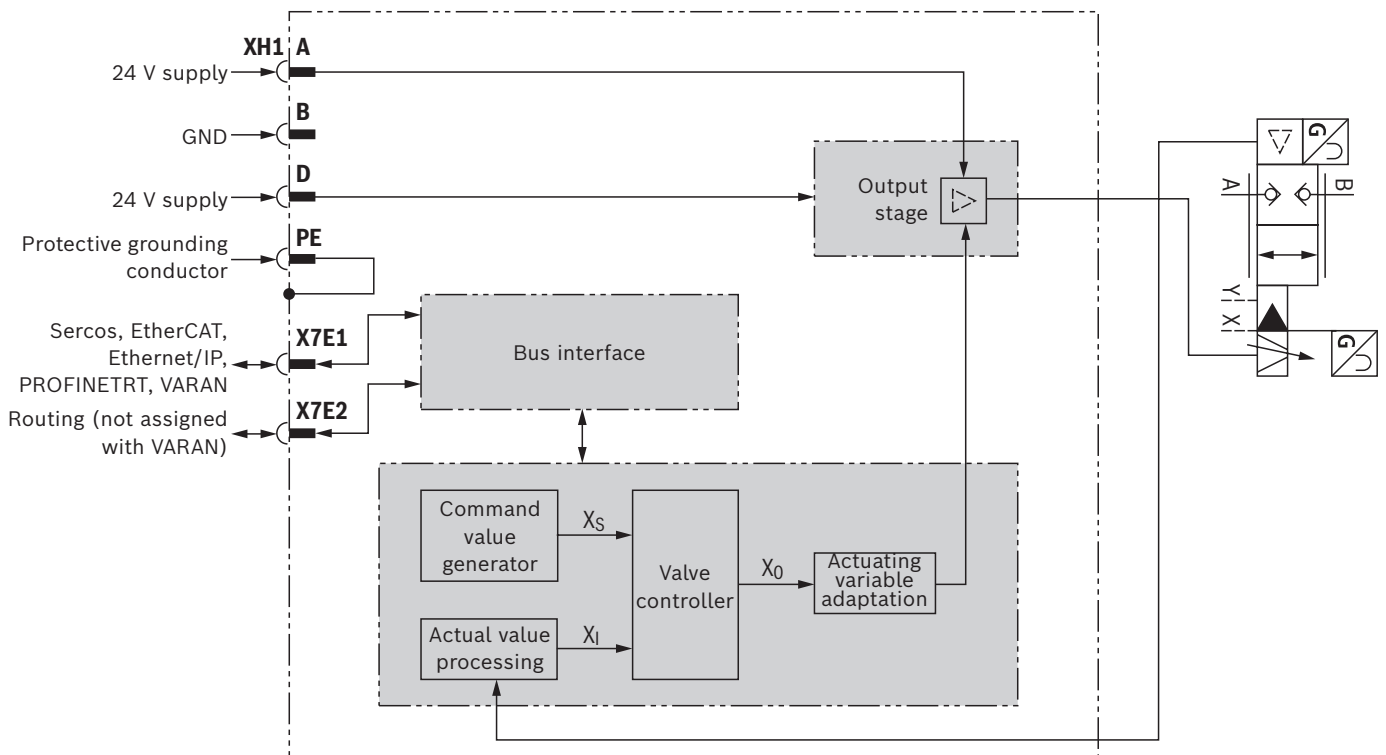 XH1 A
24 V supply
B
GND
D
24 V supply
PE
Protective grounding
conductor
X7E1
Sercos, EtherCAT,
Ethernet/IP,
PROFINETRT, VARAN
X7E2
Routing (not assigned
with VARAN)
Output
stage
Bus interface
Command
value
generator
XS
Actual value
processing
XI
Valve
controller
X0
Actuating
variable
adaptation
G
A
B
Y
X
G